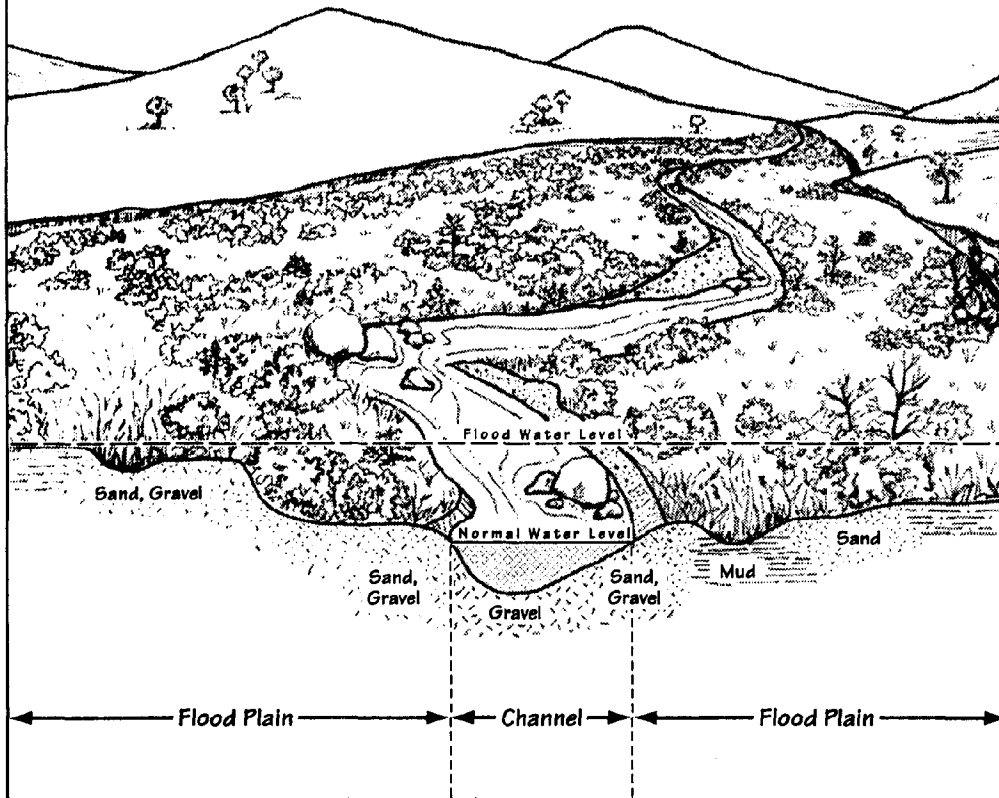 Flood Water Level
Sand, Gravel
Normal Water Level
Sand,
Gravel
Gravel
Sand,
Gravel
Mud
Sand
Flood Plain
Channel
Flood Plain